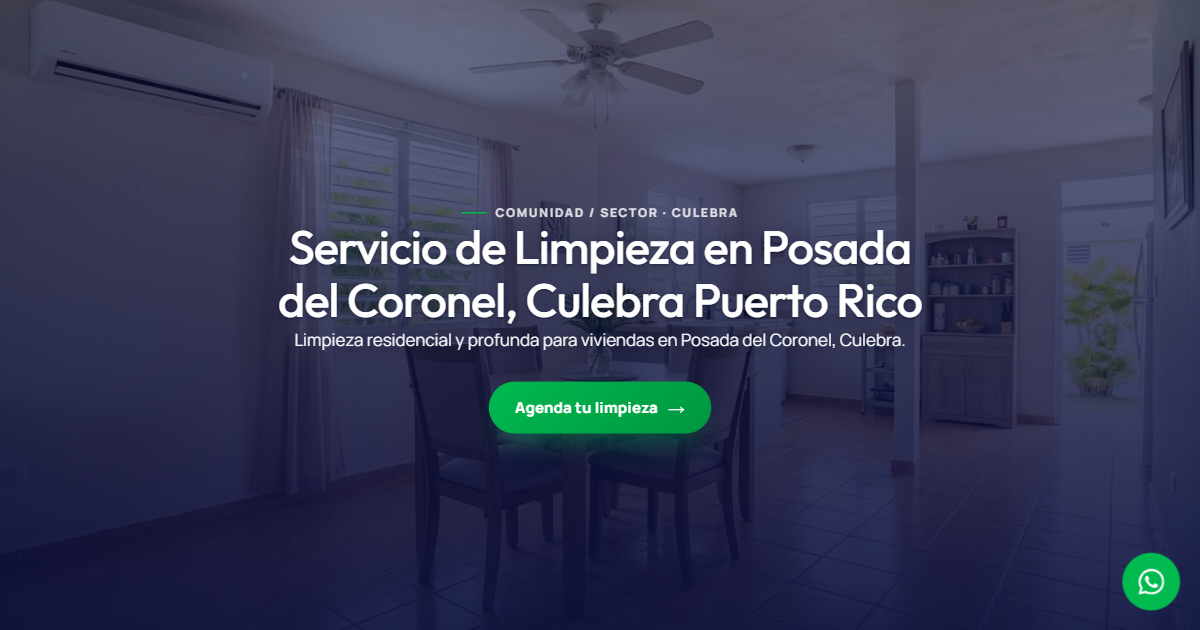 COMUNIDAD / SECTOR · CULEBRA
Servicio de Limpieza en Posada
del Coronel, Culebra Puerto Rico
Limpieza residencial y profunda para viviendas en Posada del Coronel, Culebra.
Agenda tu limpieza →